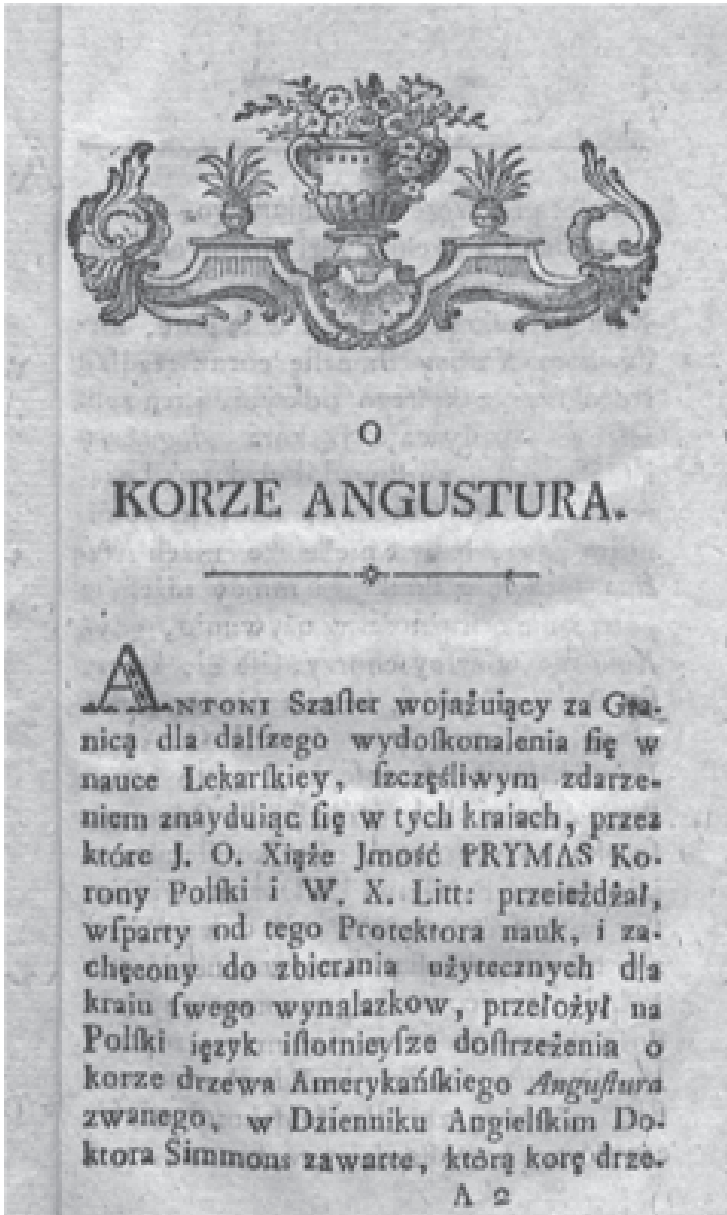 O
KORZE ANGUSTURA.
ANTONI Szaſter wojażuiący za Gra-
nicą dla dalſzego wydoſkonalenia ſię w
nauce Lekarſkiey, ſzczęśliwym zdarze-
niem znayduiąc ſię w tych kraiach, przez
które J. O. Xiąże Jmość PRYMAS Ko-
rony Polſki i W. X. Litt: przeieżdżał,
wſparty od tego Protektora nauk, i za-
chęcony do zbierania użytecznych dla
kraiu ſwego wynalazkow, przełożył na
Polſki ięzyk iſtotnieyſze doſtrzeżenia o
korze drzewa Amerykańſkiego Anguſtura
zwanego, w Dzienniku Angielſkim Do-
ktora Simmons zawarte, którą korę drze-
A 2